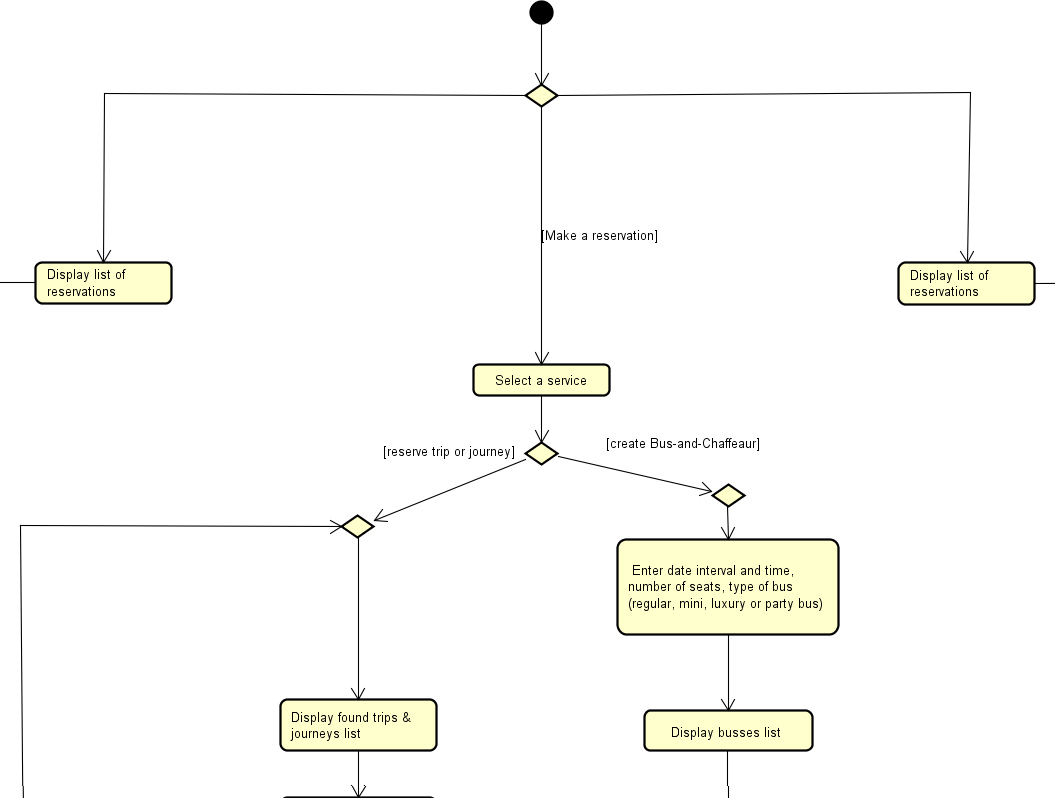 [Make a reservation]
Display list of
reservations
Display list of
reservations
Select a service
[reserve trip or journey]
[create Bus-and-Chaffeaur]
Enter date interval and time,
number of seats, type of bus
(regular, mini, luxury or party bus)
Display found trips &
journeys list
Display busses list